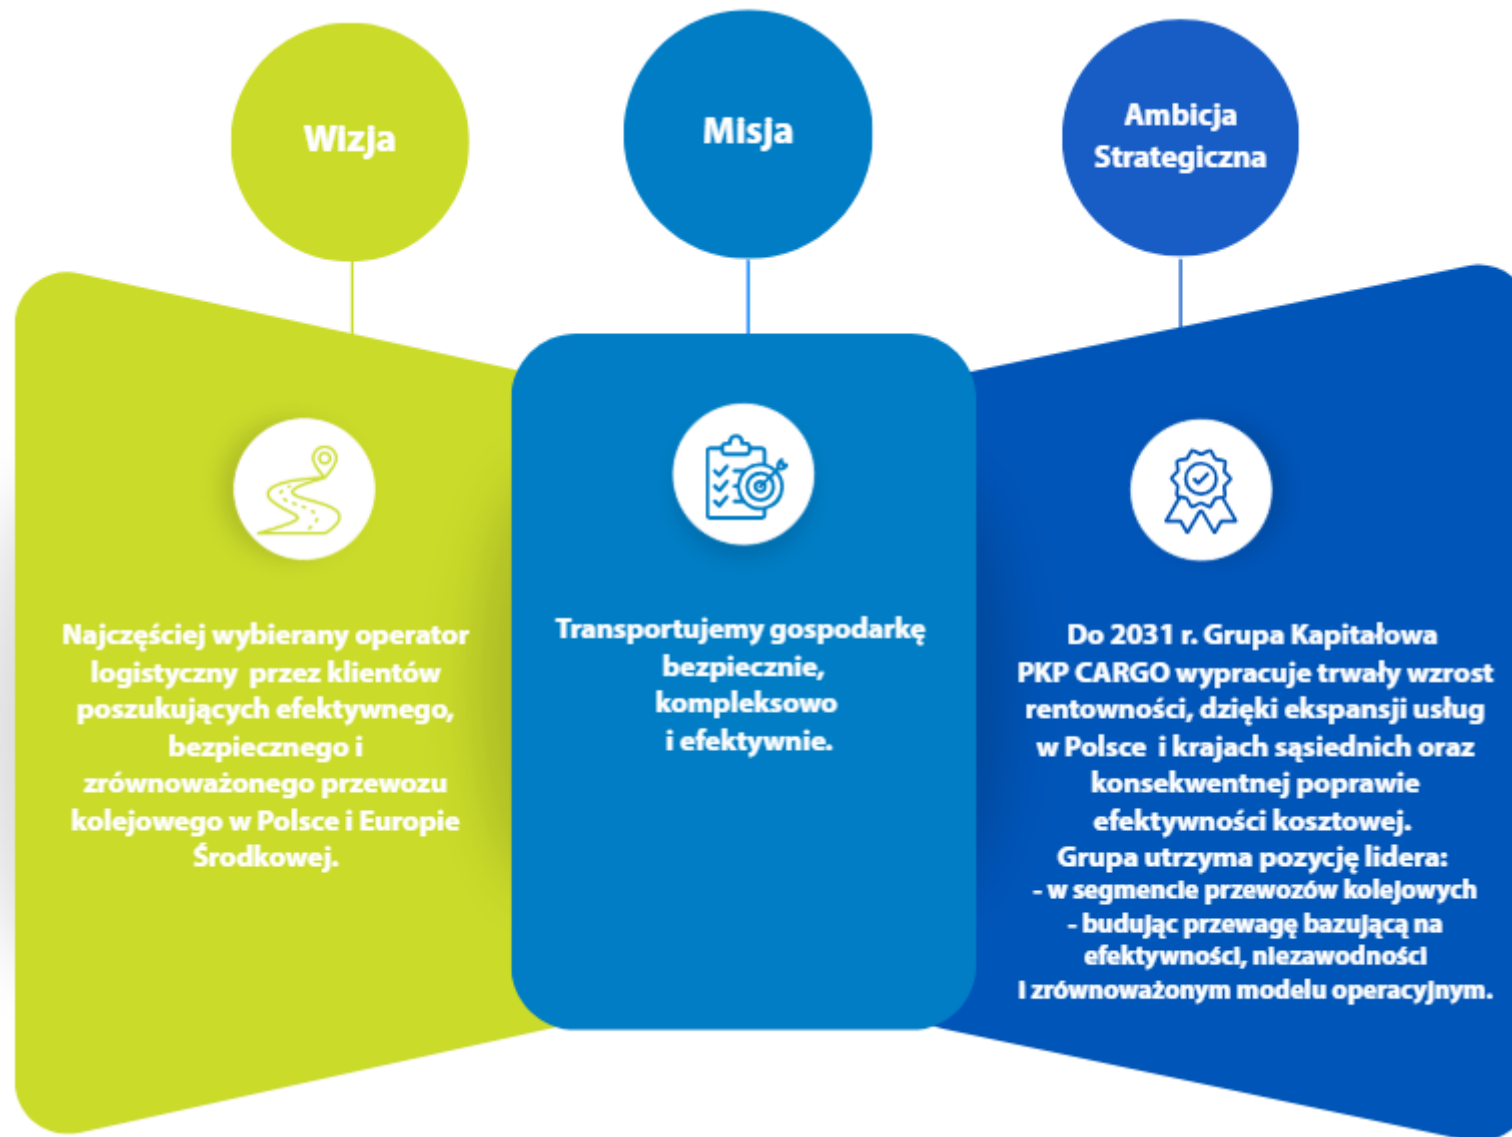 Wizja
Najczęściej wybierany operator
logistyczny przez klientów
poszukujących efektywnego,
bezpiecznego i
zrównoważonego przewozu
kolejowego w Polsce i Europie
Środkowej.
Misja
Transportujemy gospodarkę
bezpiecznie,
kompleksowo
i efektywnie.
Ambicja
Strategiczna
Do 2031 r. Grupa Kapitałowa
PKP CARGO wypracuje trwały wzrost
rentowności, dzięki ekspansji usług
w Polsce i krajach sąsiednich oraz
konsekwentnej poprawie
efektywności kosztowej.
Grupa utrzyma pozycję lidera:
- w segmencie przewozów kolejowych
- budując przewagę bazującą na
efektywności, niezawodności
i zrównoważonym modelu operacyjnym.